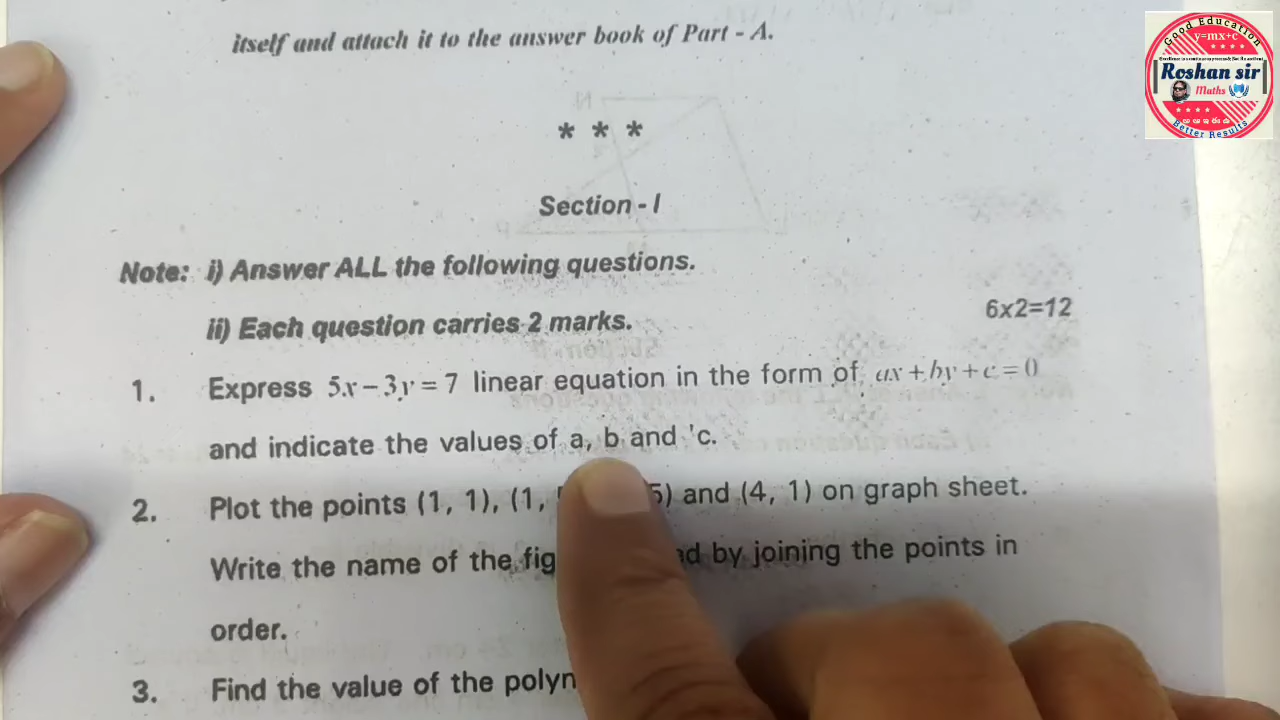 itself and attach it to the answer book of Part - A.
* * *
Section - I
Note: i) Answer ALL the following questions.
ii) Each question carries 2 marks.
6x2=12
1. Express 5x - 3y = 7 linear equation in the form of ax + by + c = 0
and indicate the values of a, b and 'c.
2. Plot the points (1, 1), (1, 5) and (4, 1) on graph sheet.
Write the name of the by joining the points in
order.
3. Find the value of the
Good Education
y=mx+c
Roshan sir
Maths
Better Results